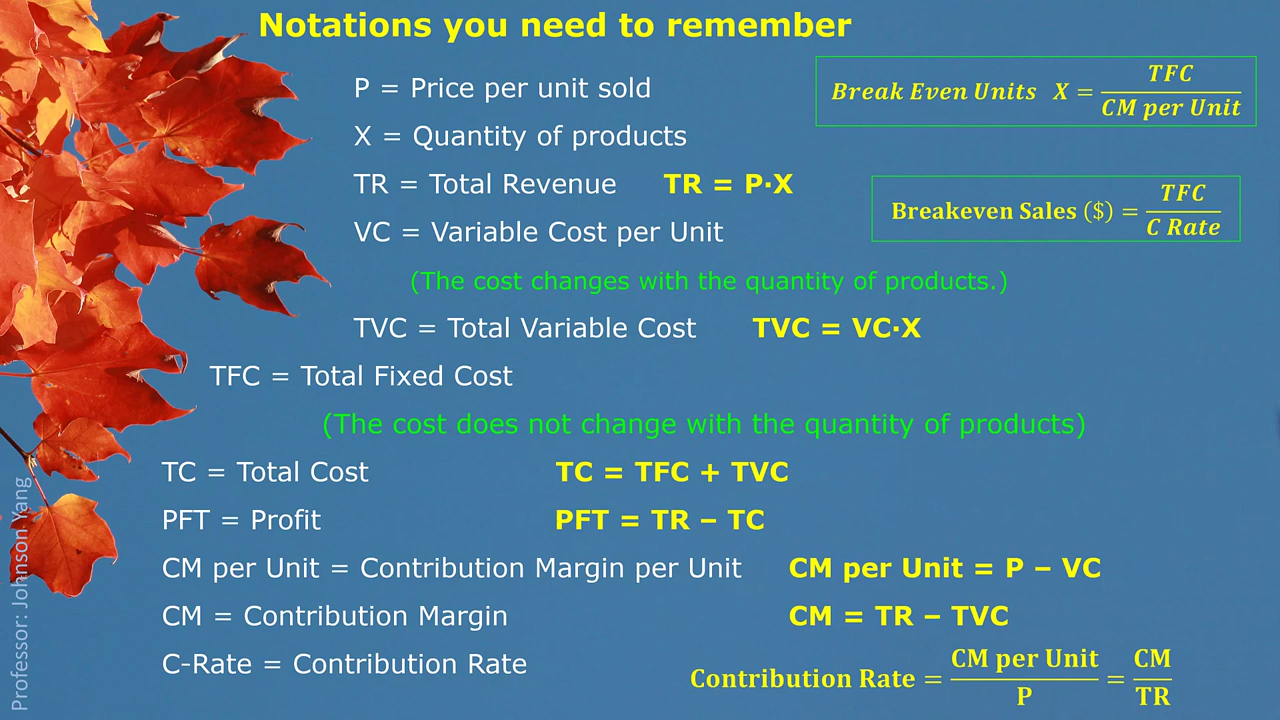 Notations you need to remember
P = Price per unit sold
Break Even Units X = TFC / CM per Unit
X = Quantity of products
TR = Total Revenue TR = P·X
Breakeven Sales ($) = TFC / C Rate
VC = Variable Cost per Unit
(The cost changes with the quantity of products.)
TVC = Total Variable Cost TVC = VC·X
TFC = Total Fixed Cost
(The cost does not change with the quantity of products)
TC = Total Cost TC = TFC + TVC
PFT = Profit PFT = TR – TC
CM per Unit = Contribution Margin per Unit CM per Unit = P – VC
CM = Contribution Margin CM = TR – TVC
C-Rate = Contribution Rate
Contribution Rate = CM per Unit / P = CM / TR
Professor: Johnson Yang